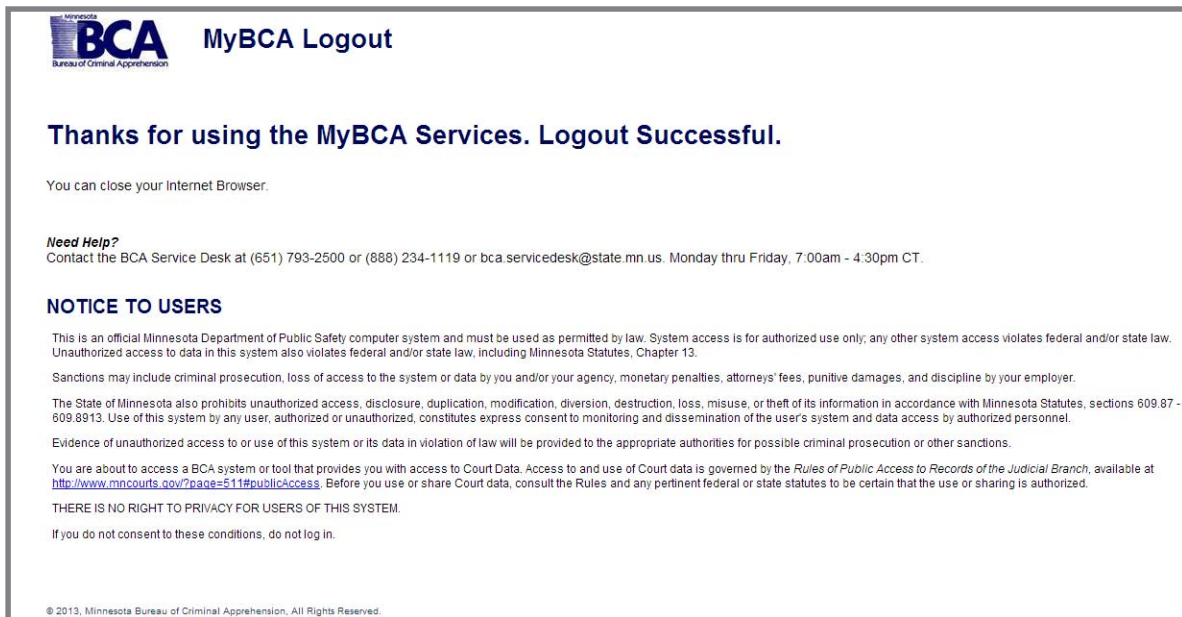 Minnesota
BCA
Bureau of Criminal Apprehension
MyBCA Logout
Thanks for using the MyBCA Services. Logout Successful.
You can close your Internet Browser.
Need Help?
Contact the BCA Service Desk at (651) 793-2500 or (888) 234-1119 or bca.servicedesk@state.mn.us. Monday thru Friday, 7:00am - 4:30pm CT.
NOTICE TO USERS
This is an official Minnesota Department of Public Safety computer system and must be used as permitted by law. System access is for authorized use only; any other system access violates federal and/or state law.
Unauthorized access to data in this system also violates federal and/or state law, including Minnesota Statutes, Chapter 13.
Sanctions may include criminal prosecution, loss of access to the system or data by you and/or your agency, monetary penalties, attorneys' fees, punitive damages, and discipline by your employer.
The State of Minnesota also prohibits unauthorized access, disclosure, duplication, modification, diversion, destruction, loss, misuse, or theft of its information in accordance with Minnesota Statutes, sections 609.87 -
609.8913. Use of this system by any user, authorized or unauthorized, constitutes express consent to monitoring and dissemination of the user's system and data access by authorized personnel.
Evidence of unauthorized access to or use of this system or its data in violation of law will be provided to the appropriate authorities for possible criminal prosecution or other sanctions.
You are about to access a BCA system or tool that provides you with access to Court Data. Access to and use of Court data is governed by the Rules of Public Access to Records of the Judicial Branch, available at
http://www.mncourts.gov/?page=511#publicAccess. Before you use or share Court data, consult the Rules and any pertinent federal or state statutes to be certain that the use or sharing is authorized.
THERE IS NO RIGHT TO PRIVACY FOR USERS OF THIS SYSTEM.
If you do not consent to these conditions, do not log in.
© 2013, Minnesota Bureau of Criminal Apprehension, All Rights Reserved.